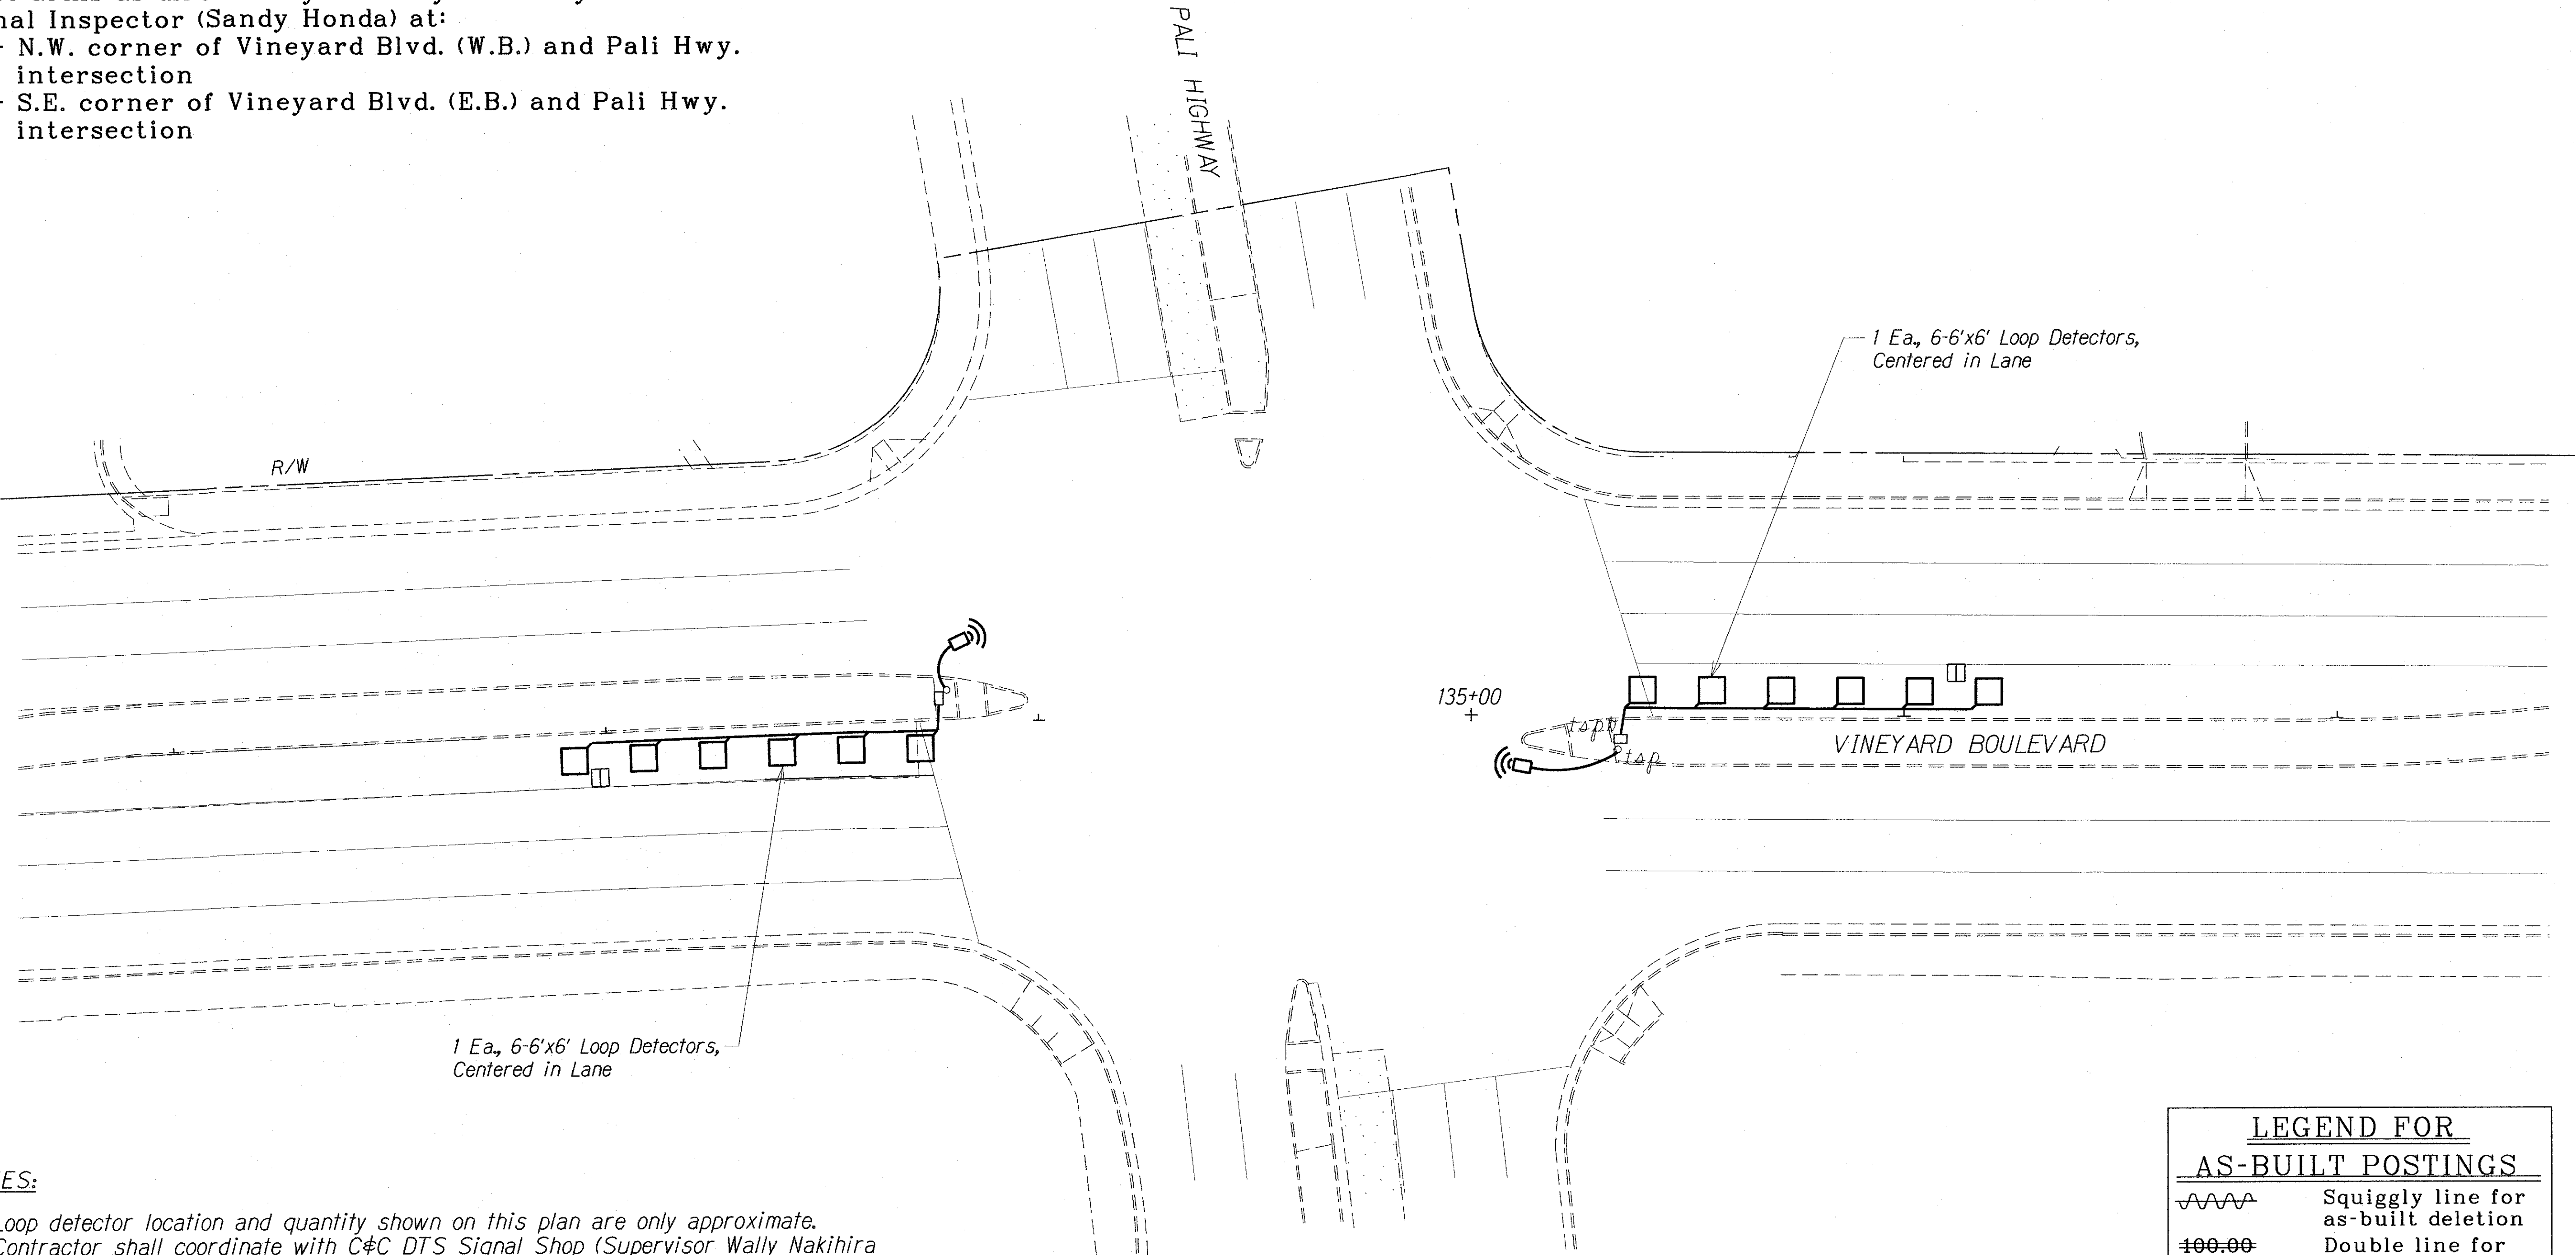 nal Inspector (Sandy Honda) at:
- N.W. corner of Vineyard Blvd. (W.B.) and Pali Hwy.
intersection
- S.E. corner of Vineyard Blvd. (E.B.) and Pali Hwy.
intersection
PALI HIGHWAY
1 Ea., 6-6'x6' Loop Detectors,
Centered in Lane
R/W
135+00
tspb
tsp
VINEYARD BOULEVARD
1 Ea., 6-6'x6' Loop Detectors,
Centered in Lane
ES:
Loop detector location and quantity shown on this plan are only approximate.
Contractor shall coordinate with C&C DTS Signal Shop (Supervisor Wally Nakihira
LEGEND FOR
AS-BUILT POSTINGS
Squiggly line for
as-built deletion
100.00 Double line for